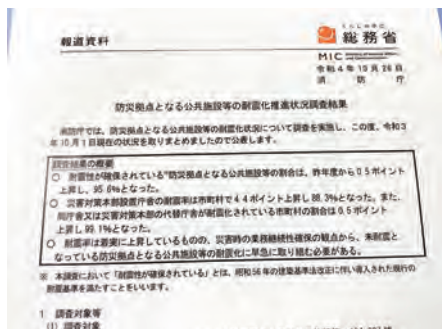 報道資料
総務省
MIC
令和4年10月26日
消防庁
防災拠点となる公共施設等の耐震化推進状況調査結果
消防庁では、防災拠点となる公共施設等の耐震化状況について調査を実施し、この度、令和3
年10月1日現在の状況を取りまとめましたので公表します。
調査結果の概要
○ 耐震性が確保されている"防災拠点となる公共施設等の割合は、昨年度から0.5ポイント
上昇し、95.6%となった。
○ 災害対策本部設置庁舎の耐震率は市町村で4.4ポイント上昇し88.3%となった。また、
同庁舎又は災害対策本部の代替庁舎が耐震化されている市町村の割合は0.5ポイント
上昇し99.1%となった。
○ 耐震率は着実に上昇しているものの、災害時の業務継続性確保の観点から、未耐震と
なっている防災拠点となる公共施設等の耐震化に早急に取り組む必要がある。
※ 本調査において「耐震性が確保されている」とは、昭和56年の建築基準法改正に伴い導入された現行の
耐震基準を満たすことをいいます。
1 調査対象等
(1) 調査対象